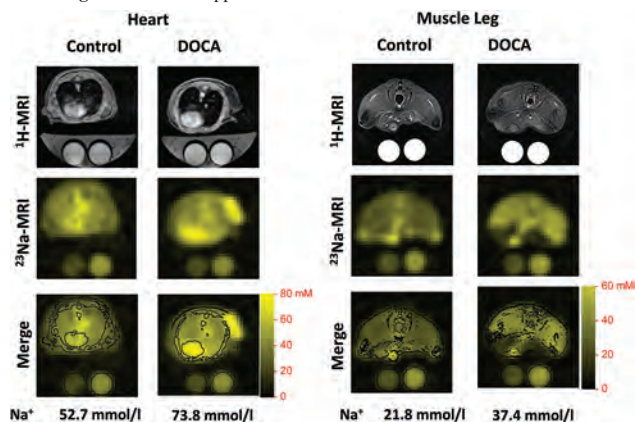 Heart
Muscle Leg
Control DOCA
Control DOCA
¹H-MRI
¹H-MRI
²³Na-MRI
²³Na-MRI
Merge
Merge
80 mM
60
40
20
0
60 mM
40
20
0
Na⁺ 52.7 mmol/l 73.8 mmol/l
Na⁺ 21.8 mmol/l 37.4 mmol/l